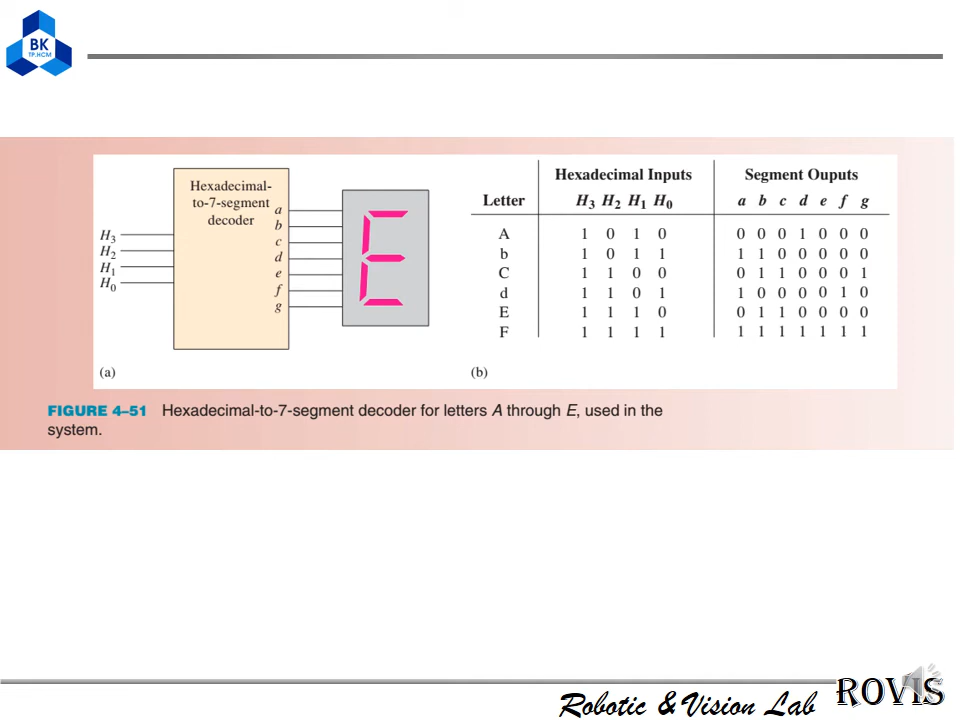 BK
TP.HCM
Hexadecimal-
to-7-segment
decoder
a
b
c
d
e
f
g
H3
H2
H1
H0
(a)
Hexadecimal Inputs Segment Ouputs
Letter H3 H2 H1 H0 a b c d e f g
A 1 0 1 0 0 0 0 1 0 0 0
b 1 0 1 1 1 1 0 0 0 0 0
C 1 1 0 0 0 1 1 0 0 0 1
d 1 1 0 1 1 0 0 0 0 1 0
E 1 1 1 0 0 1 1 0 0 0 0
F 1 1 1 1 1 1 1 1 1 1 1
(b)
FIGURE 4–51 Hexadecimal-to-7-segment decoder for letters A through E, used in the
system.
Robotic & Vision Lab
ROVIS